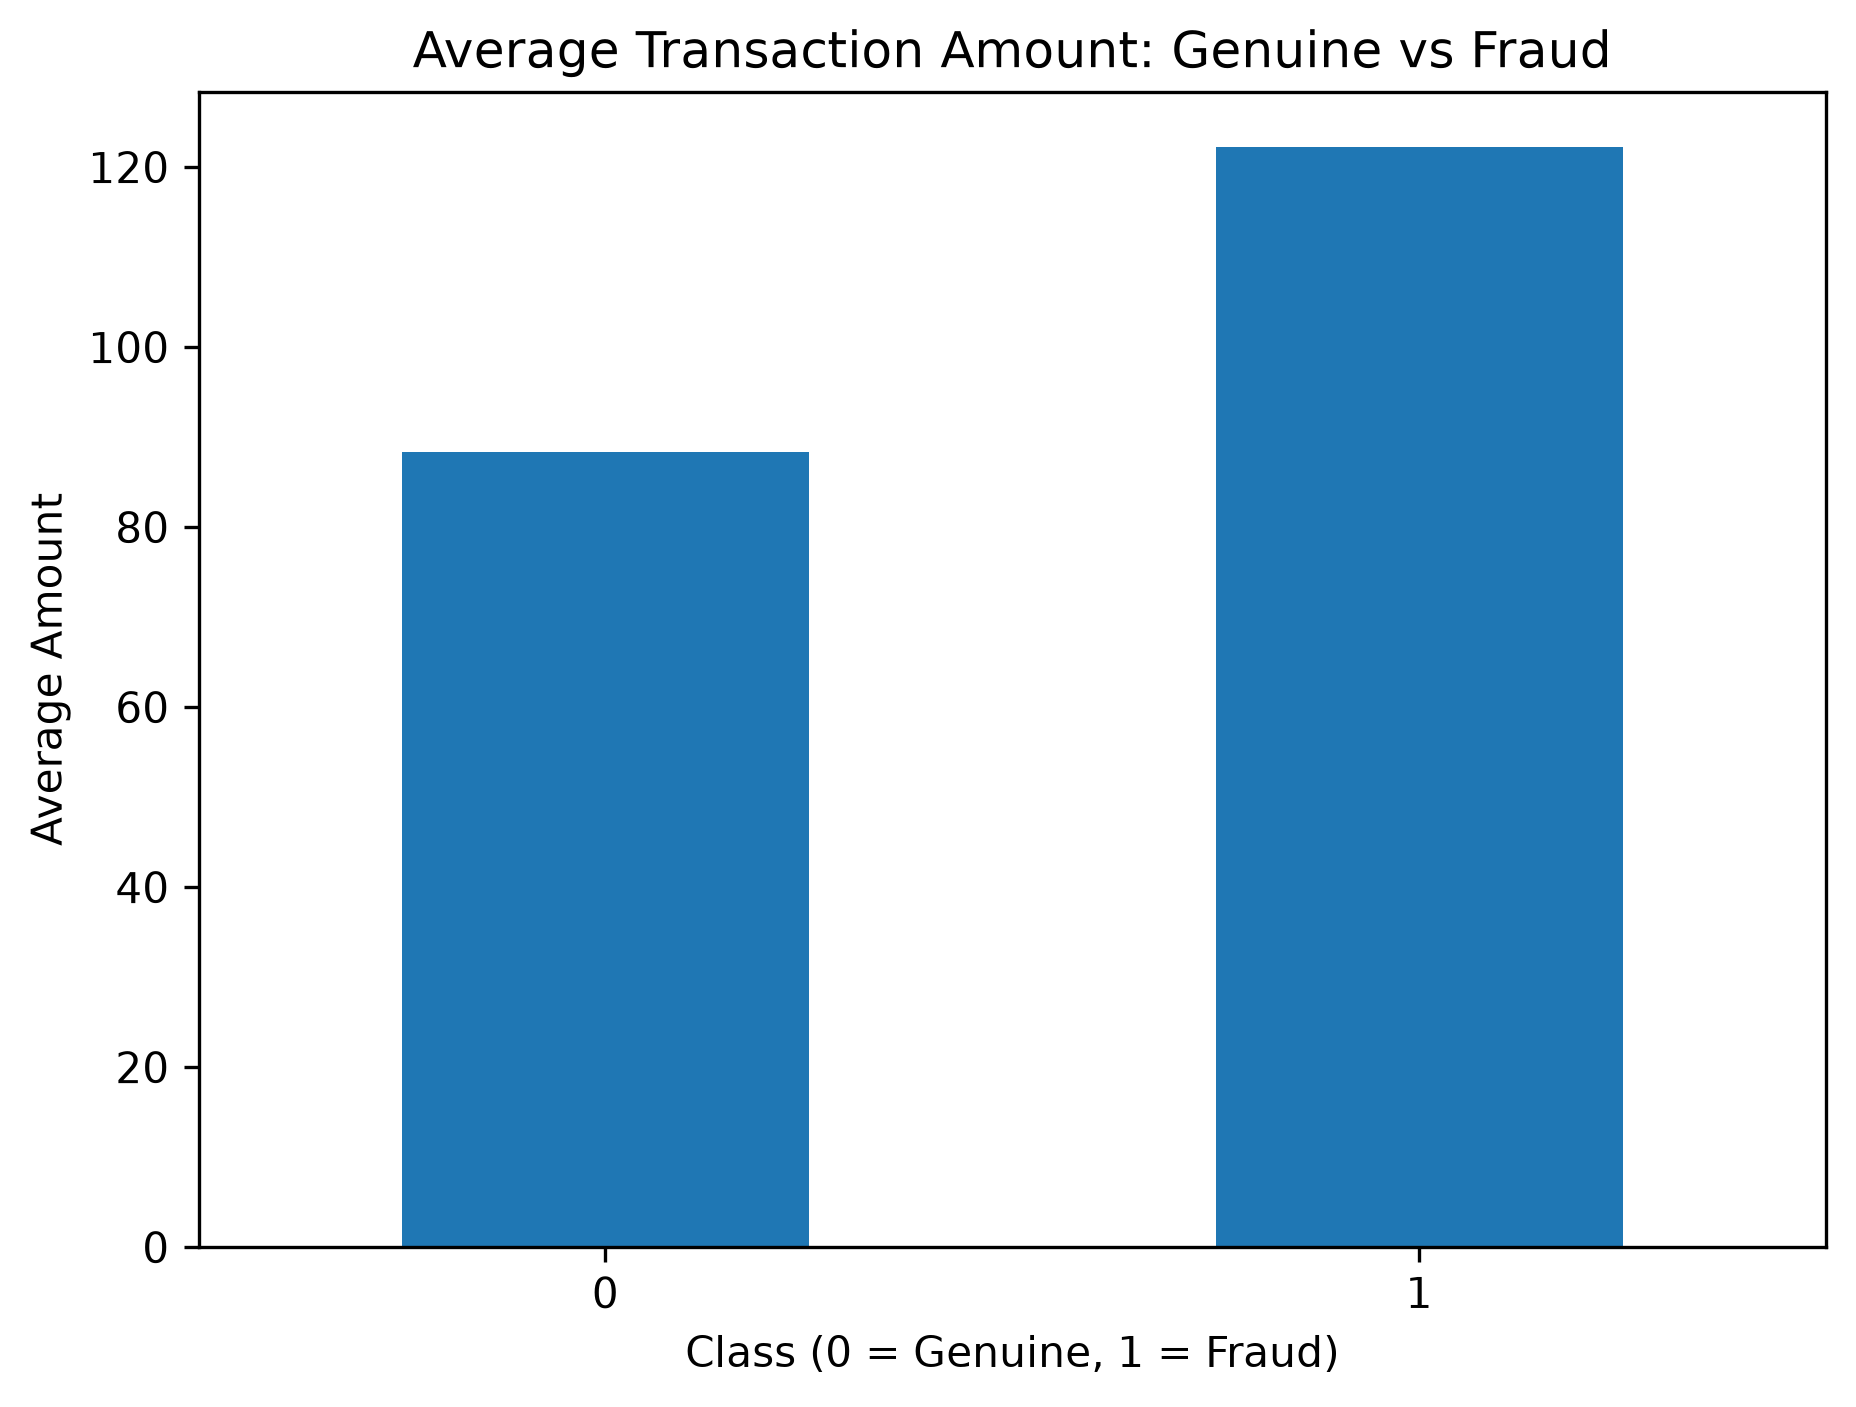 Average Transaction Amount: Genuine vs Fraud
Average Amount
120
100
80
60
40
20
0
0 1
Class (0 = Genuine, 1 = Fraud)